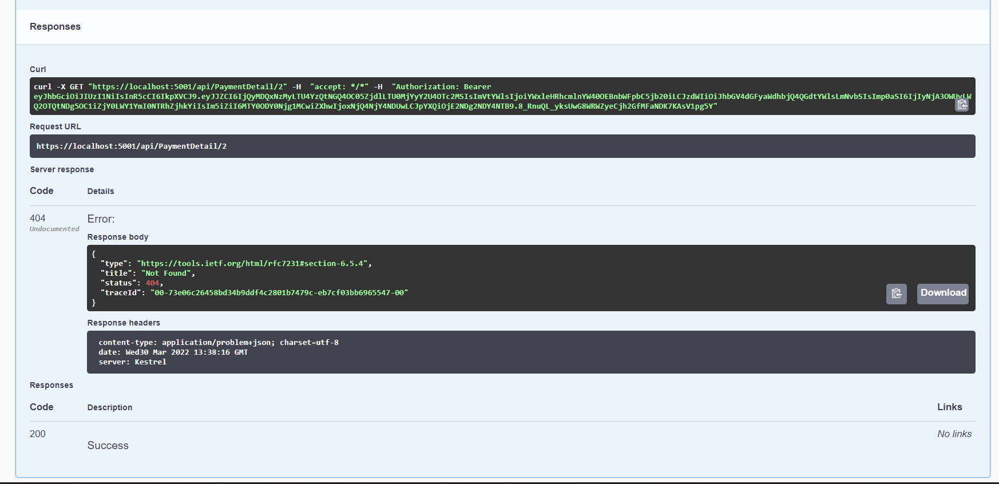 Responses
Curl
curl -X GET "https://localhost:5001/api/PaymentDetail/2" -H  "accept: */*" -H  "Authorization: Bearer
eyJhbGciOiJIUzI1NiIsInR5cCI6IkpXVCJ9.eyJJZCI6IjQyMDQxNzMyLTU4YzQtNGQ4OC05ZjdlLTU0MjYyY2U4OTc2MSIsImVtYWlsIjoiYWxleHRhcmlnYW40OEBnbWFpbC5jb20iLCJzdWIiOiJhbGV4dGFyaWdhbjQ4QGdtYWlsLmNvbSIsImp0aSI6IjIyNjA3OWUyLW
Q2OTQtNDg5OC1iZjY0LWY1YmI0NTRhZjhkYiIsIm5iZiI6MTY0ODY0Njg1MCwiZXhwIjoxNjQ4NjY4NDUwLCJpYXQiOjE2NDg2NDY4NTB9.8_RnuQL_yksUwG8WRWZyeCjh2GfMFaNDK7KAsV1pg5Y"
Request URL
https://localhost:5001/api/PaymentDetail/2
Server response
Code Details
404 Error:
Undocumented
Response body
{
  "type": "https://tools.ietf.org/html/rfc7231#section-6.5.4",
  "title": "Not Found",
  "status": 404,
  "traceId": "00-73e06c26458bd34b9ddf4c2801b7479c-eb7cf03bb6965547-00"
}
Download
Response headers
content-type: application/problem+json; charset=utf-8
date: Wed30 Mar 2022 13:38:16 GMT
server: Kestrel
Responses
Code Description Links
200 No links
Success